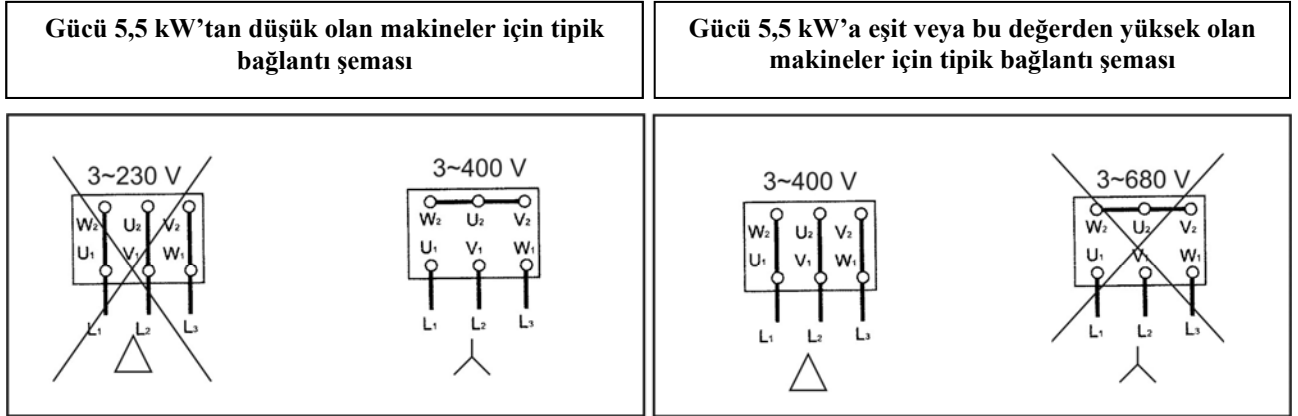 Gücü 5,5 kW’tan düşük olan makineler için tipik
bağlantı şeması
Gücü 5,5 kW’a eşit veya bu değerden yüksek olan
makineler için tipik bağlantı şeması
3~230 V
W₂ U₂ V₂
U₁ V₁ W₁
L₁ L₂ L₃
3~400 V
W₂ U₂ V₂
U₁ V₁ W₁
L₁ L₂ L₃
3~400 V
W₂ U₂ V₂
U₁ V₁ W₁
L₁ L₂ L₃
3~680 V
W₂ U₂ V₂
U₁ V₁ W₁
L₁ L₂ L₃